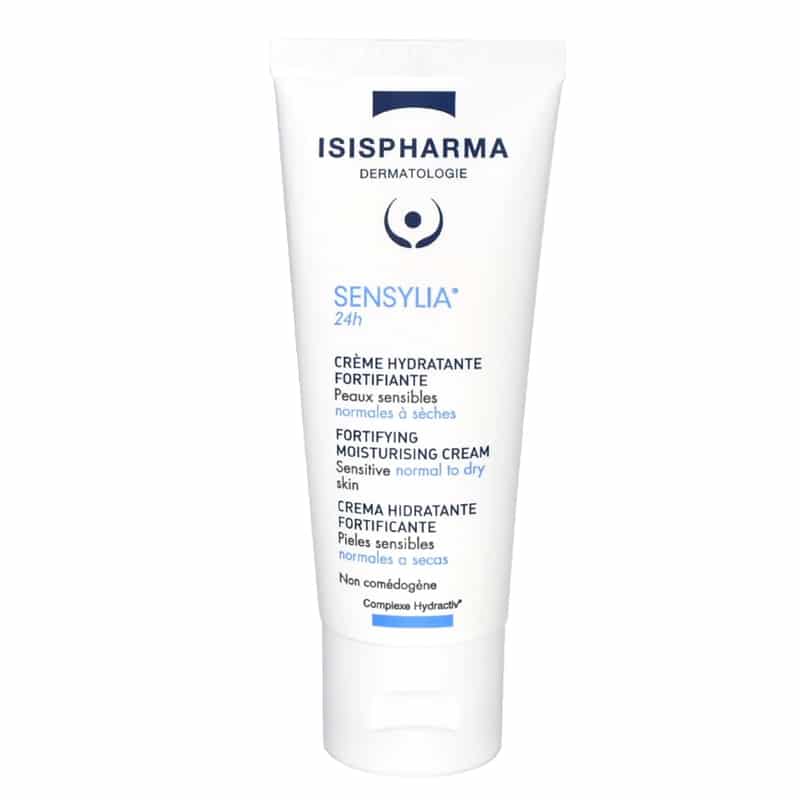 ISISPHARMA
DERMATOLOGIE
SENSYLIA®
24h
CRÈME HYDRATANTE
FORTIFIANTE
Peaux sensibles
normales à sèches
FORTIFYING
MOISTURISING CREAM
Sensitive normal to dry
skin
CREMA HIDRATANTE
FORTIFICANTE
Pieles sensibles
normales a secas
Non comédogène
Complexe Hydractiv®